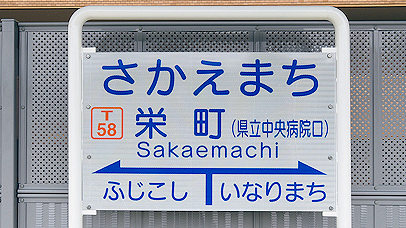 さかえまち
T
58
栄町(県立中央病院口)
Sakaemachi
ふじこし いなりまち